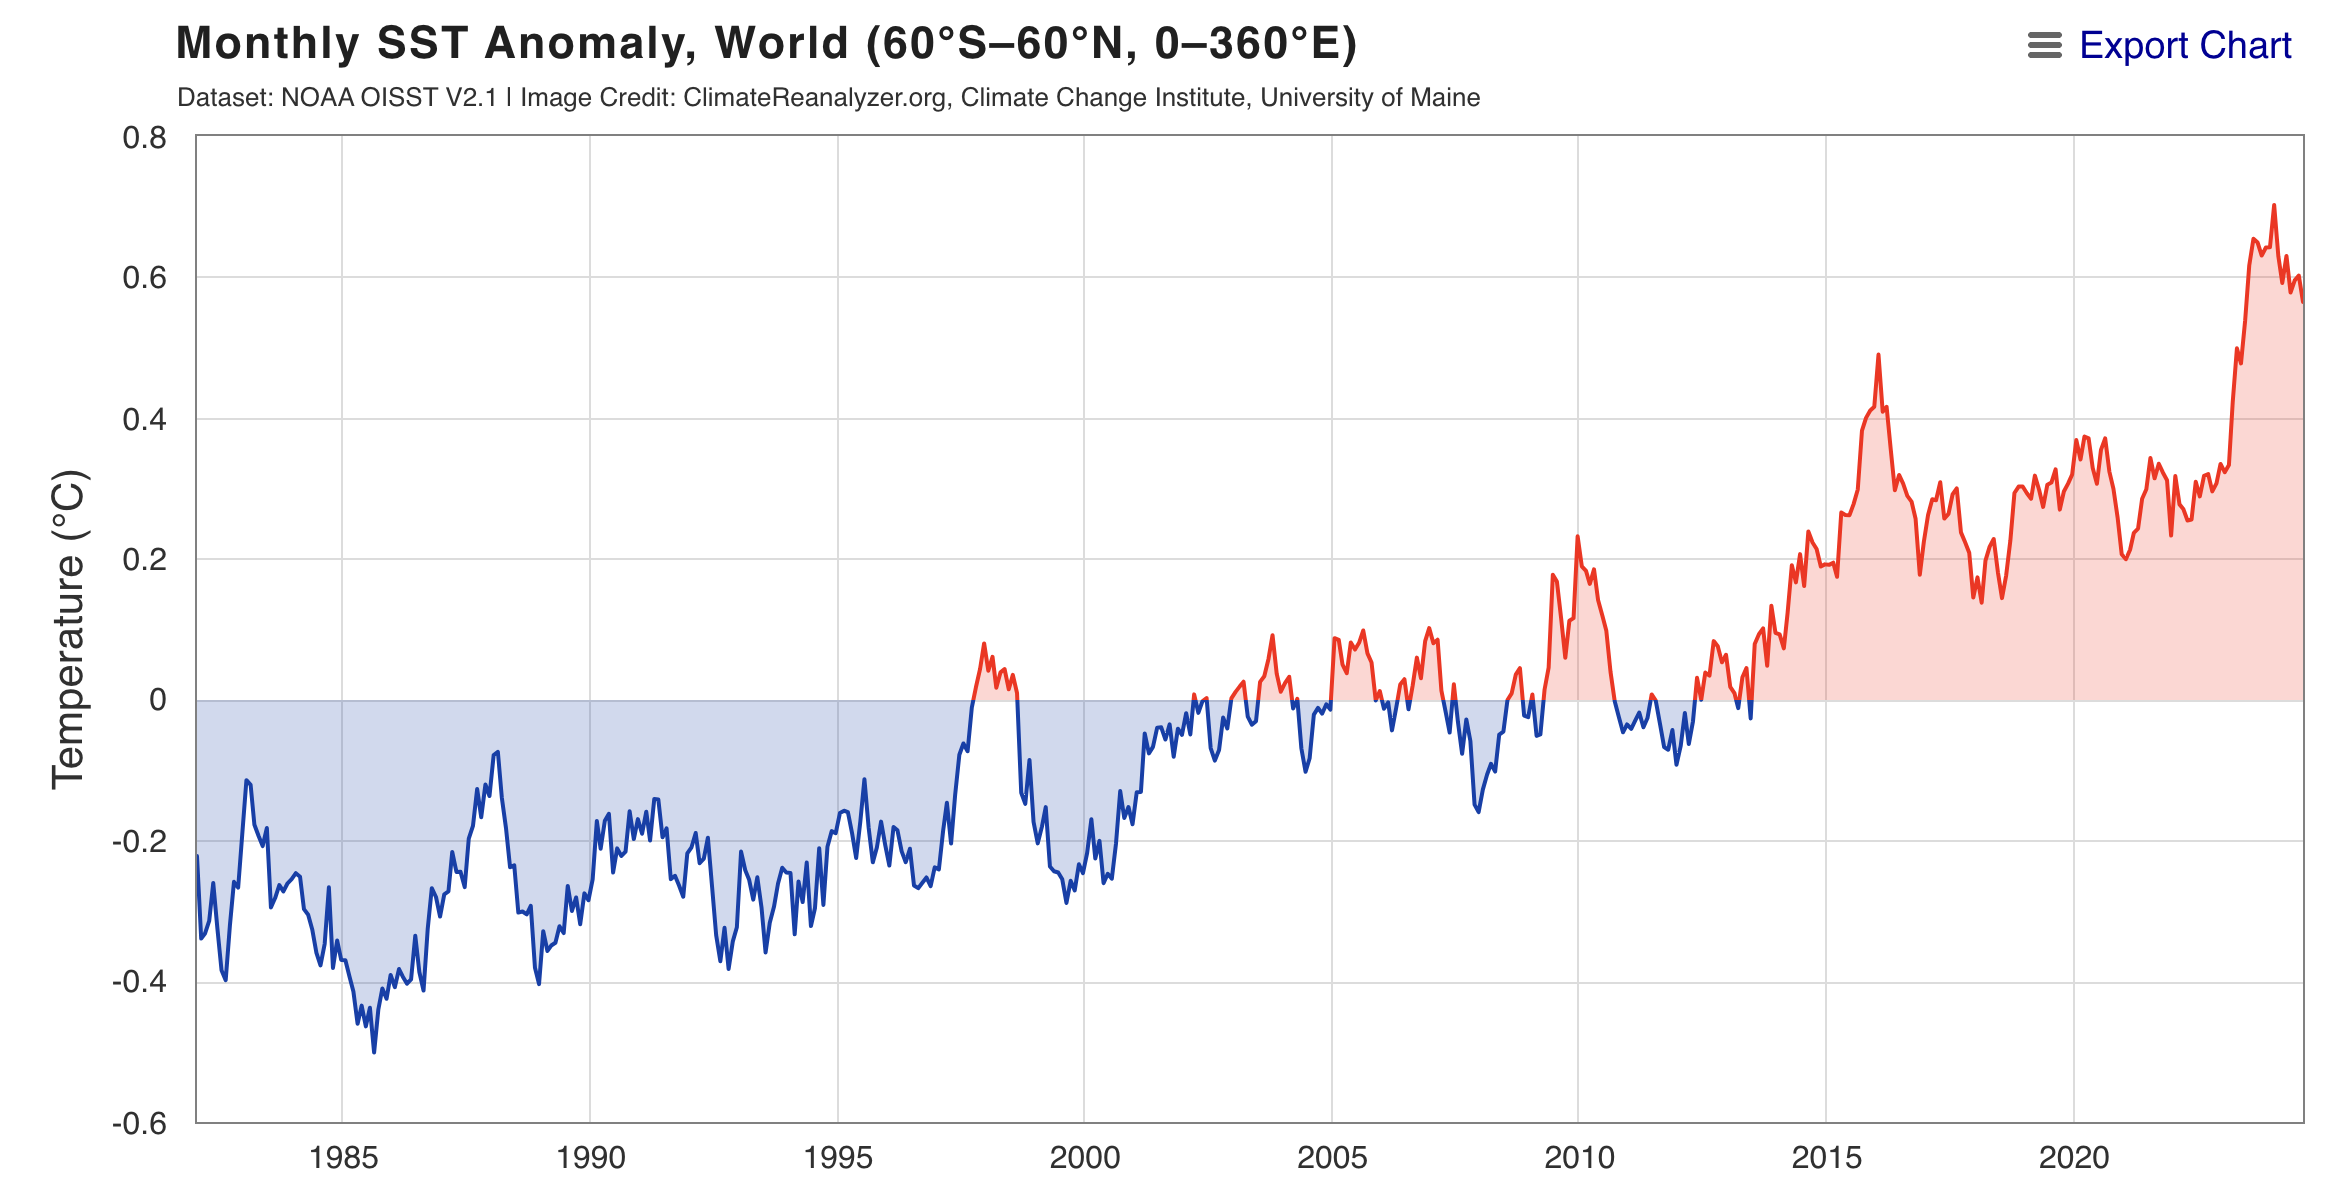 Monthly SST Anomaly, World (60°S–60°N, 0–360°E)
Export Chart
Dataset: NOAA OISST V2.1 | Image Credit: ClimateReanalyzer.org, Climate Change Institute, University of Maine
Temperature (°C)
0.8
0.6
0.4
0.2
0
-0.2
-0.4
-0.6
1985 1990 1995 2000 2005 2010 2015 2020